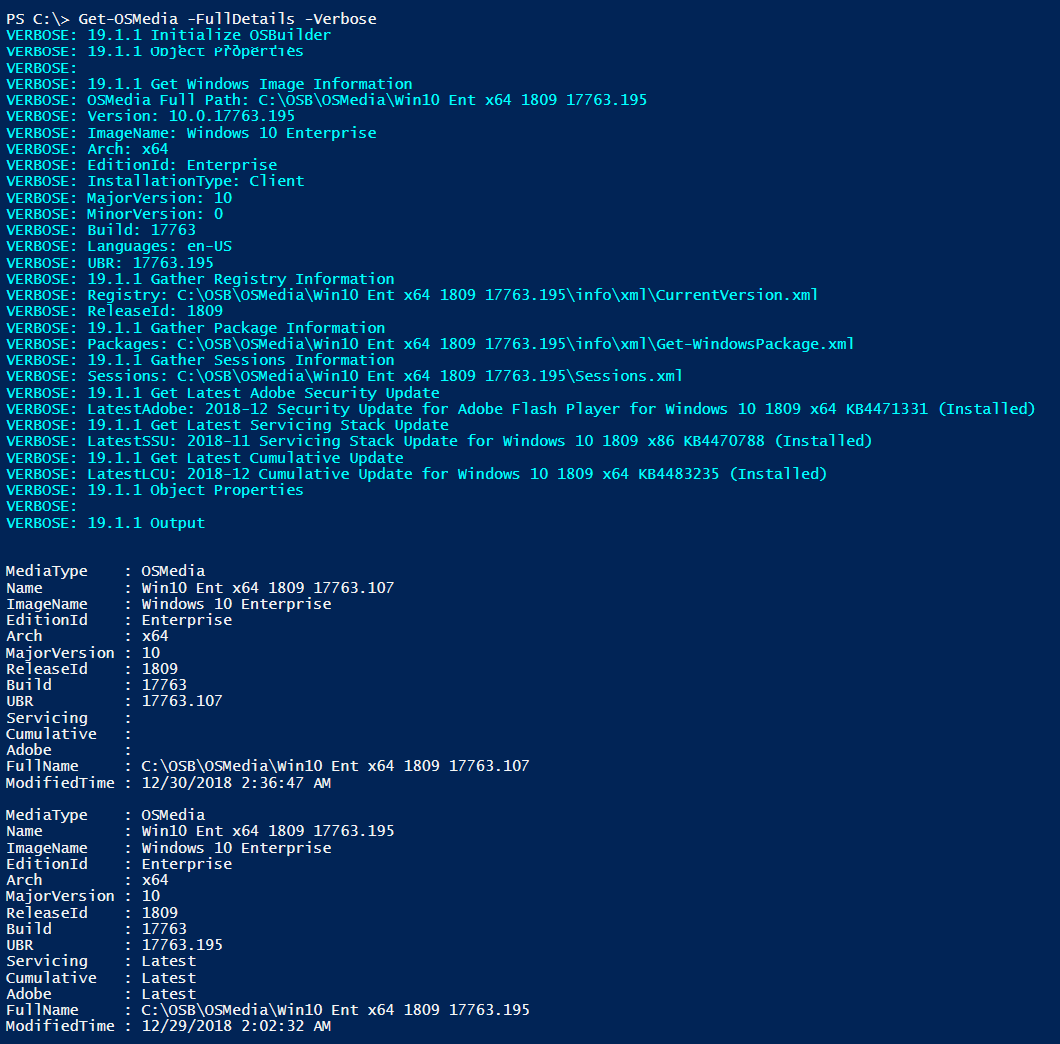 PS C:\> Get-OSMedia -FullDetails -Verbose
VERBOSE: 19.1.1 Initialize OSBuilder
VERBOSE: 19.1.1 Object Properties
VERBOSE:
VERBOSE: 19.1.1 Get Windows Image Information
VERBOSE: OSMedia Full Path: C:\OSB\OSMedia\Win10 Ent x64 1809 17763.195
VERBOSE: Version: 10.0.17763.195
VERBOSE: ImageName: Windows 10 Enterprise
VERBOSE: Arch: x64
VERBOSE: EditionId: Enterprise
VERBOSE: InstallationType: Client
VERBOSE: MajorVersion: 10
VERBOSE: MinorVersion: 0
VERBOSE: Build: 17763
VERBOSE: Languages: en-US
VERBOSE: UBR: 17763.195
VERBOSE: 19.1.1 Gather Registry Information
VERBOSE: Registry: C:\OSB\OSMedia\Win10 Ent x64 1809 17763.195\info\xml\CurrentVersion.xml
VERBOSE: ReleaseId: 1809
VERBOSE: 19.1.1 Gather Package Information
VERBOSE: Packages: C:\OSB\OSMedia\Win10 Ent x64 1809 17763.195\info\xml\Get-WindowsPackage.xml
VERBOSE: 19.1.1 Gather Sessions Information
VERBOSE: Sessions: C:\OSB\OSMedia\Win10 Ent x64 1809 17763.195\Sessions.xml
VERBOSE: 19.1.1 Get Latest Adobe Security Update
VERBOSE: LatestAdobe: 2018-12 Security Update for Adobe Flash Player for Windows 10 1809 x64 KB4471331 (Installed)
VERBOSE: 19.1.1 Get Latest Servicing Stack Update
VERBOSE: LatestSSU: 2018-11 Servicing Stack Update for Windows 10 1809 x86 KB4470788 (Installed)
VERBOSE: 19.1.1 Get Latest Cumulative Update
VERBOSE: LatestLCU: 2018-12 Cumulative Update for Windows 10 1809 x64 KB4483235 (Installed)
VERBOSE: 19.1.1 Object Properties
VERBOSE:
VERBOSE: 19.1.1 Output
MediaType : OSMedia
Name : Win10 Ent x64 1809 17763.107
ImageName : Windows 10 Enterprise
EditionId : Enterprise
Arch : x64
MajorVersion : 10
ReleaseId : 1809
Build : 17763
UBR : 17763.107
Servicing :
Cumulative :
Adobe :
FullName : C:\OSB\OSMedia\Win10 Ent x64 1809 17763.107
ModifiedTime : 12/30/2018 2:36:47 AM
MediaType : OSMedia
Name : Win10 Ent x64 1809 17763.195
ImageName : Windows 10 Enterprise
EditionId : Enterprise
Arch : x64
MajorVersion : 10
ReleaseId : 1809
Build : 17763
UBR : 17763.195
Servicing : Latest
Cumulative : Latest
Adobe : Latest
FullName : C:\OSB\OSMedia\Win10 Ent x64 1809 17763.195
ModifiedTime : 12/29/2018 2:02:32 AM